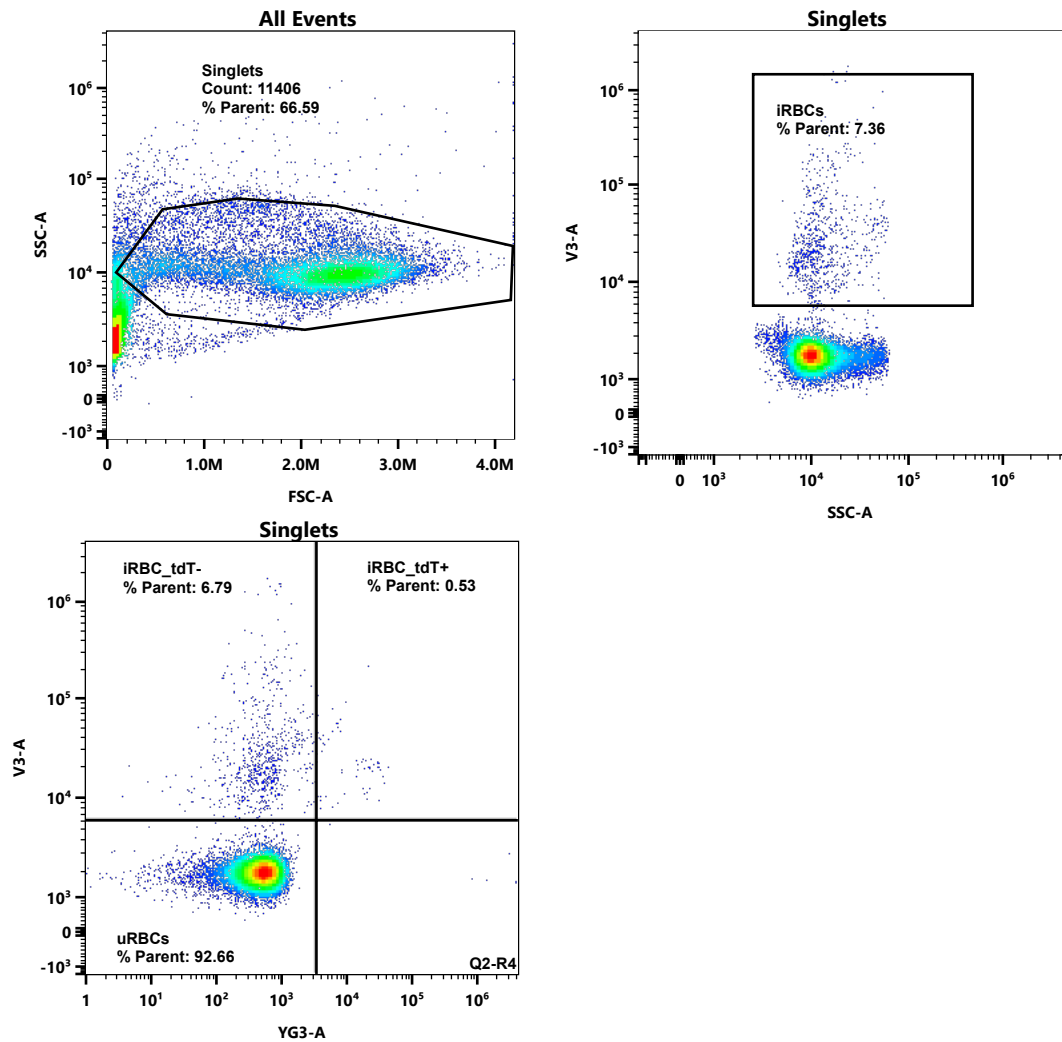 All Events
Singlets
Count: 11406
% Parent: 66.59
10⁶
10⁵
10⁴
10³
0
-10³
SSC-A
0
1.0M
2.0M
3.0M
4.0M
FSC-A
Singlets
iRBCs
% Parent: 7.36
10⁶
10⁵
10⁴
10³
0
-10³
V3-A
0
10³
10⁴
10⁵
10⁶
SSC-A
Singlets
iRBC_tdT-
% Parent: 6.79
iRBC_tdT+
% Parent: 0.53
10⁶
10⁵
10⁴
10³
0
-10³
V3-A
uRBCs
% Parent: 92.66
Q2-R4
1
10¹
10²
10³
10⁴
10⁵
10⁶
YG3-A